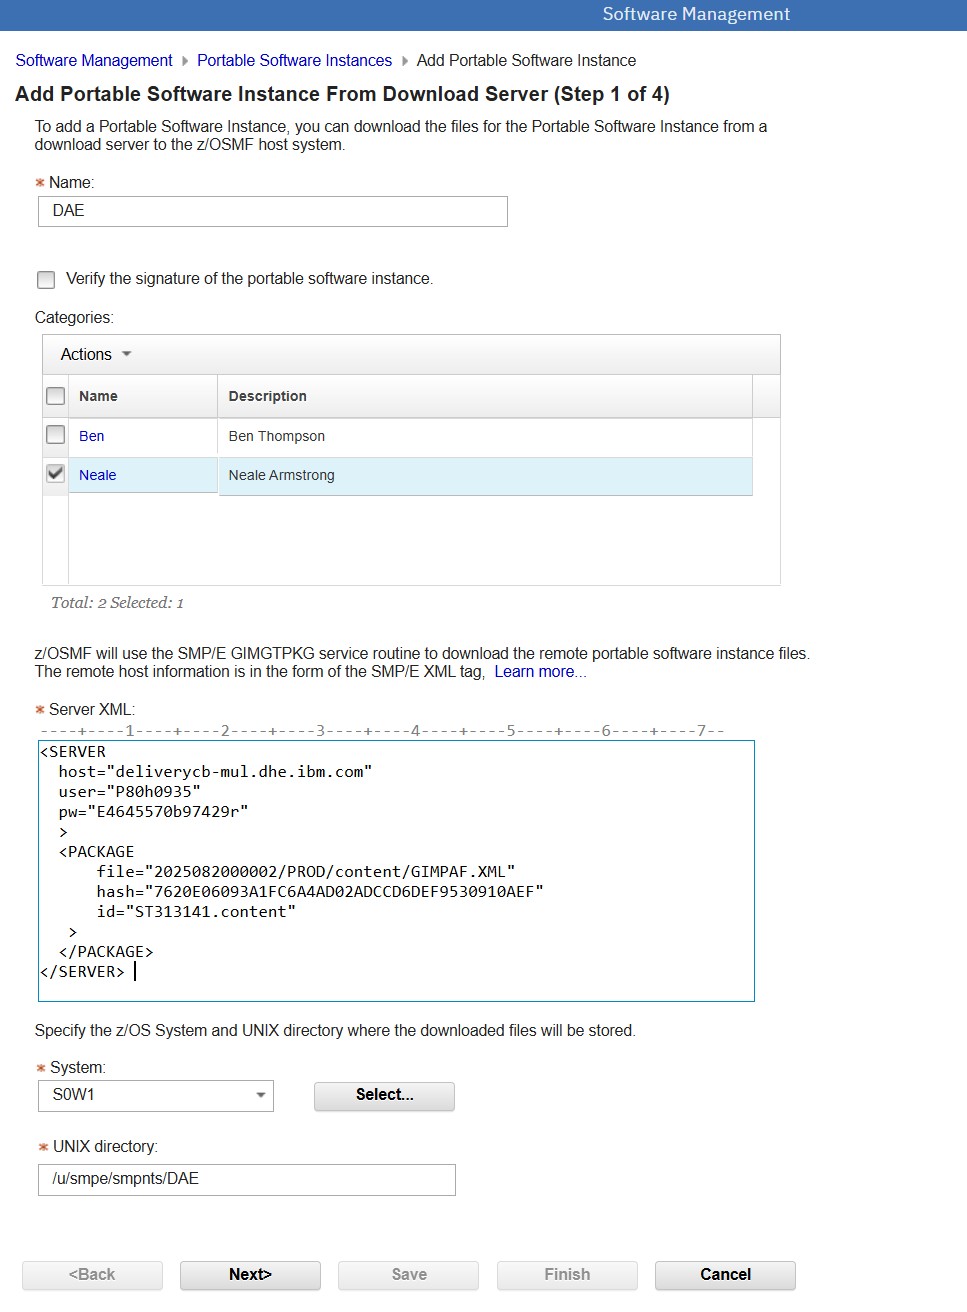 Software Management
Software Management Portable Software Instances Add Portable Software Instance
Add Portable Software Instance From Download Server (Step 1 of 4)
To add a Portable Software Instance, you can download the files for the Portable Software Instance from a
download server to the z/OSMF host system.
* Name:
DAE
Verify the signature of the portable software instance.
Categories:
Actions
Name Description
Ben Ben Thompson
Neale Neale Armstrong
Total: 2 Selected: 1
z/OSMF will use the SMP/E GIMGTPKG service routine to download the remote portable software instance files.
The remote host information is in the form of the SMP/E XML tag, Learn more...
* Server XML:
----+----1----+----2----+----3----+----4----+----5----+----6----+----7--
<SERVER
host="deliverycb-mul.dhe.ibm.com"
user="P80h0935"
pw="E4645570b97429r"
>
<PACKAGE
file="2025082000002/PROD/content/GIMPAF.XML"
hash="7620E06093A1FC6A4AD02ADCCD6DEF9530910AEF"
id="ST313141.content"
>
</PACKAGE>
</SERVER>
Specify the z/OS System and UNIX directory where the downloaded files will be stored.
* System:
S0W1 Select...
* UNIX directory:
/u/smpe/smpnts/DAE
<Back Next> Save Finish Cancel